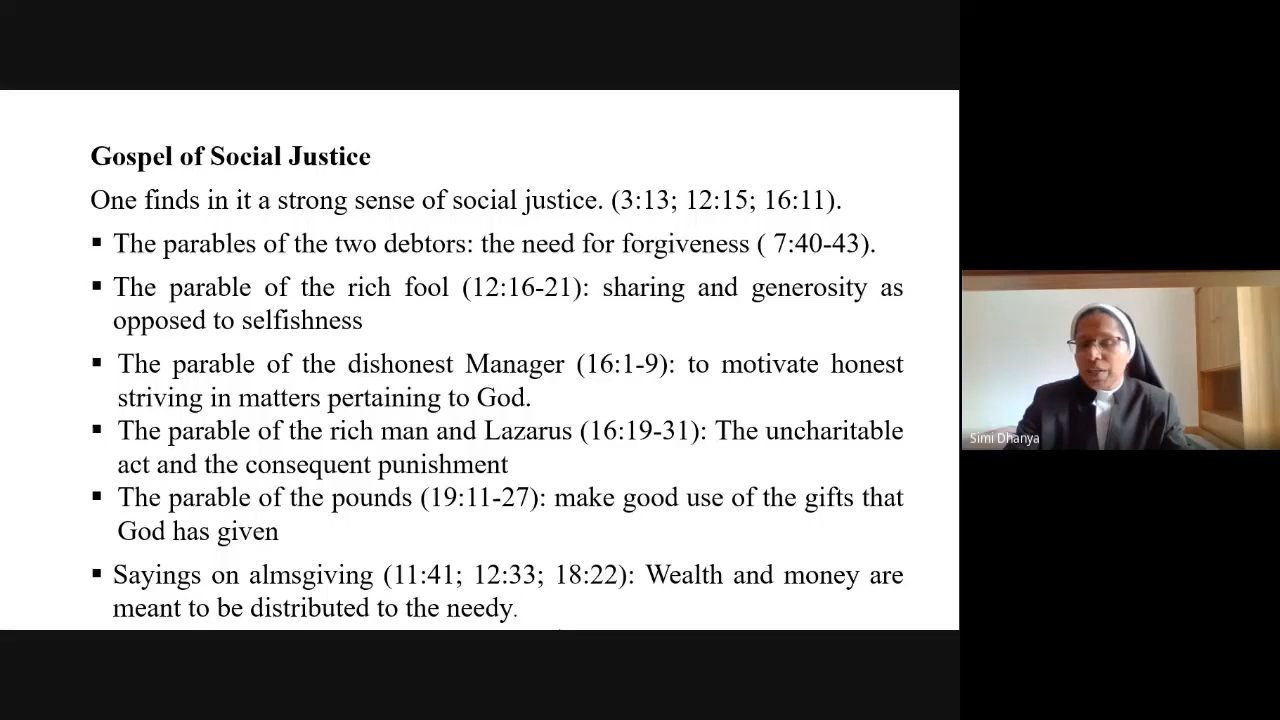 Gospel of Social Justice
One finds in it a strong sense of social justice. (3:13; 12:15; 16:11).
▪ The parables of the two debtors: the need for forgiveness ( 7:40-43).
▪ The parable of the rich fool (12:16-21): sharing and generosity as
opposed to selfishness
▪ The parable of the dishonest Manager (16:1-9): to motivate honest
striving in matters pertaining to God.
▪ The parable of the rich man and Lazarus (16:19-31): The uncharitable
act and the consequent punishment
▪ The parable of the pounds (19:11-27): make good use of the gifts that
God has given
▪ Sayings on almsgiving (11:41; 12:33; 18:22): Wealth and money are
meant to be distributed to the needy.
Simi Dhanya